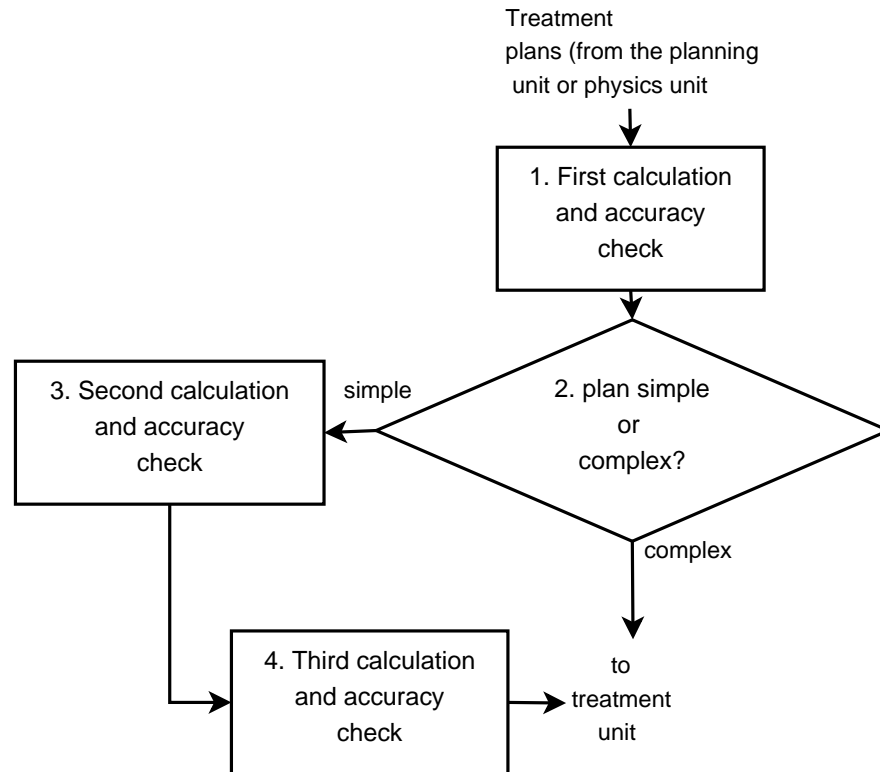 Treatment
plans (from the planning
unit or physics unit
1. First calculation
and accuracy
check
2. plan simple
or
complex?
simple
3. Second calculation
and accuracy
check
complex
4. Third calculation
and accuracy
check
to
treatment
unit